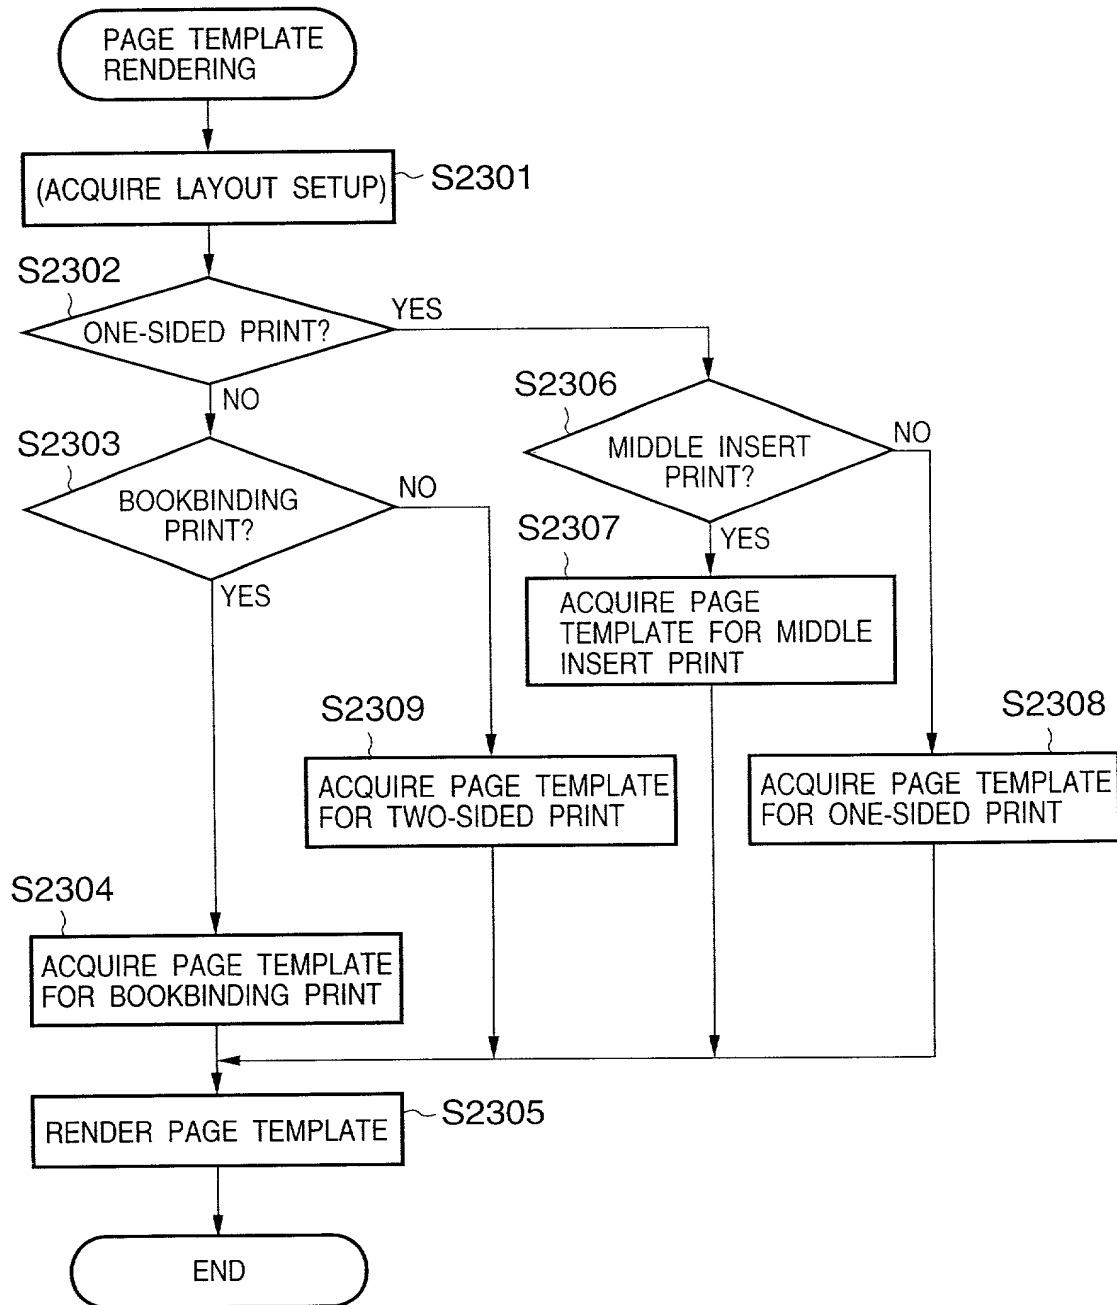 PAGE TEMPLATE
RENDERING
(ACQUIRE LAYOUT SETUP)
S2301
S2302
ONE-SIDED PRINT?
YES
NO
S2306
MIDDLE INSERT
PRINT?
NO
YES
S2303
BOOKBINDING
PRINT?
NO
YES
S2307
ACQUIRE PAGE
TEMPLATE FOR MIDDLE
INSERT PRINT
S2309
ACQUIRE PAGE TEMPLATE
FOR TWO-SIDED PRINT
S2308
ACQUIRE PAGE TEMPLATE
FOR ONE-SIDED PRINT
S2304
ACQUIRE PAGE TEMPLATE
FOR BOOKBINDING PRINT
RENDER PAGE TEMPLATE
S2305
END